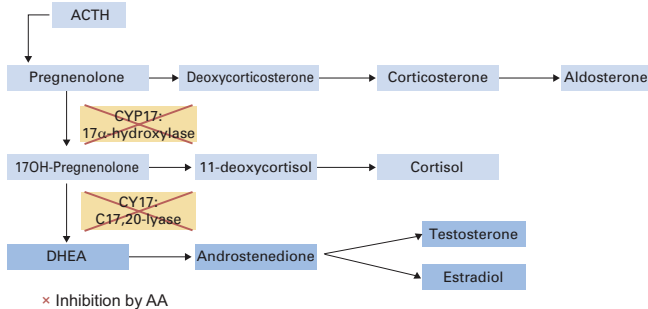 ACTH
Pregnenolone
Deoxycorticosterone
Corticosterone
Aldosterone
CYP17:
17α-hydroxylase
17OH-Pregnenolone
11-deoxycortisol
Cortisol
CY17:
C17,20-lyase
Testosterone
DHEA
Androstenedione
Estradiol
× Inhibition by AA